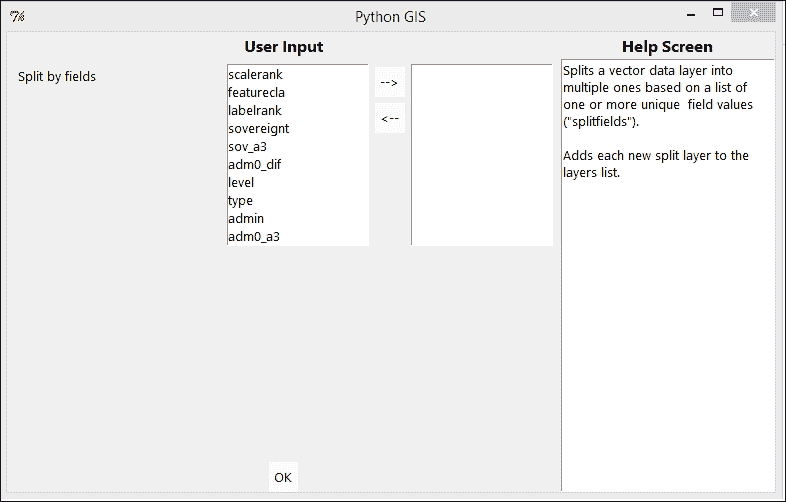 Python GIS
User Input
Help Screen
Split by fields
scalerank
featurecla
labelrank
sovereignt
sov_a3
adm0_dif
level
type
admin
adm0_a3
-->
<--
Splits a vector data layer into
multiple ones based on a list of
one or more unique  field values
("splitfields").
Adds each new split layer to the
layers list.
OK